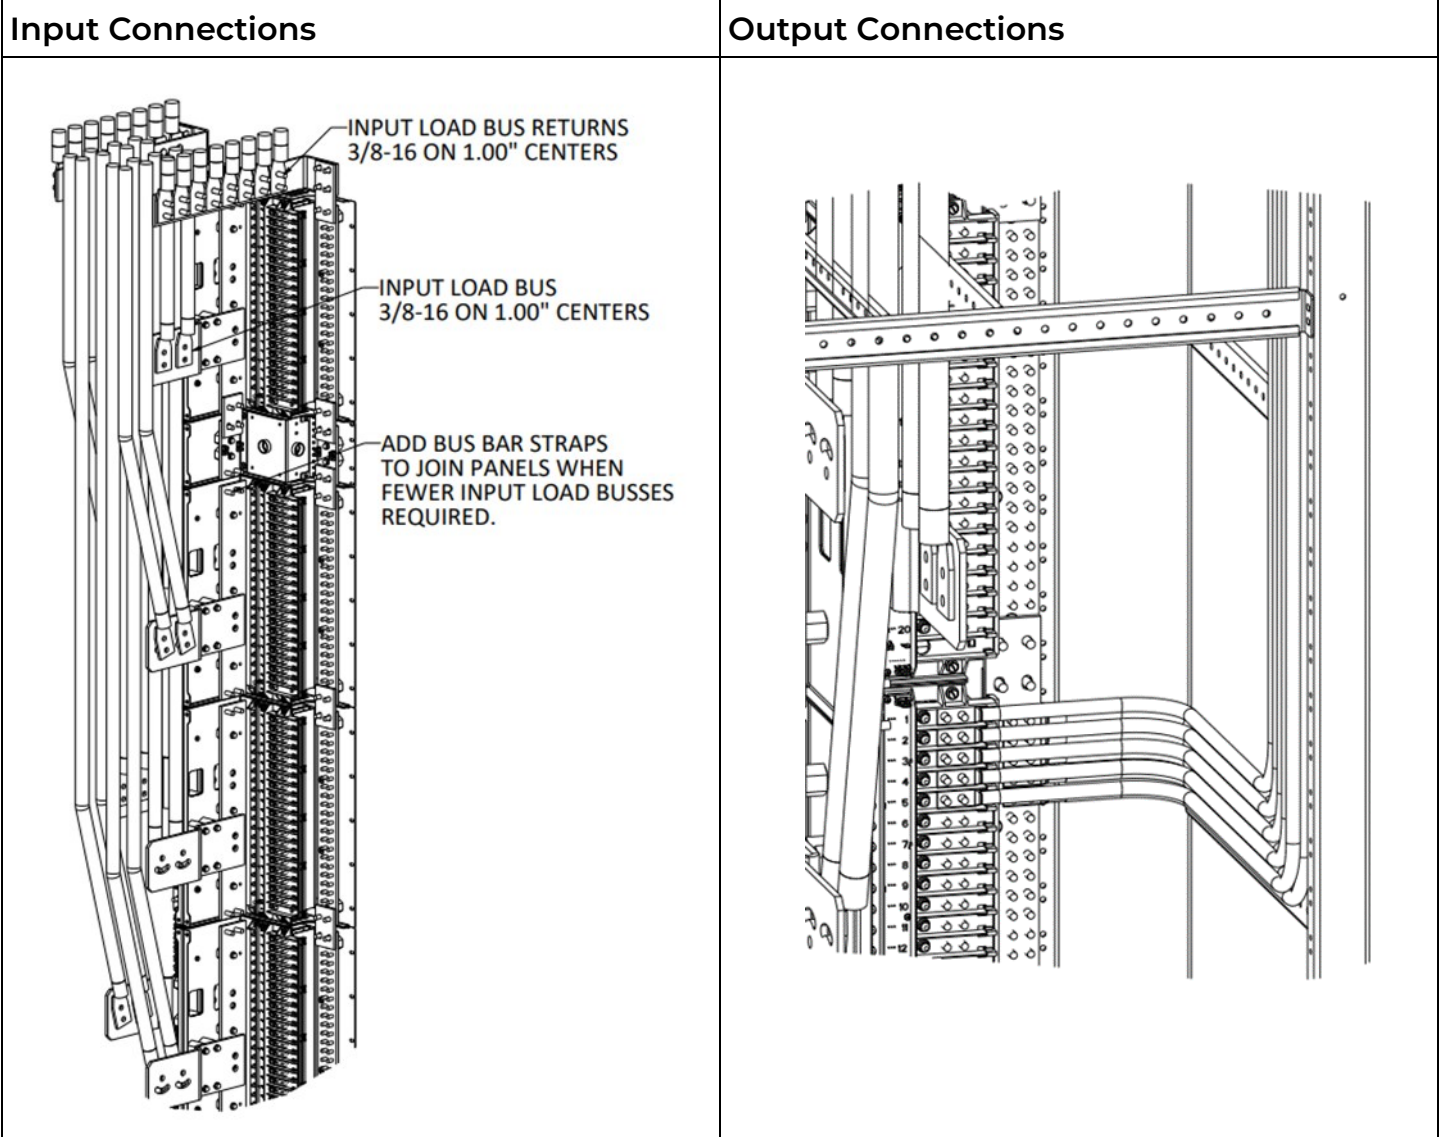 Input Connections
Output Connections
INPUT LOAD BUS RETURNS
3/8-16 ON 1.00" CENTERS
INPUT LOAD BUS
3/8-16 ON 1.00" CENTERS
ADD BUS BAR STRAPS
TO JOIN PANELS WHEN
FEWER INPUT LOAD BUSSES
REQUIRED.
20
1
2
3
4
5
6
7
8
9
10
11
12